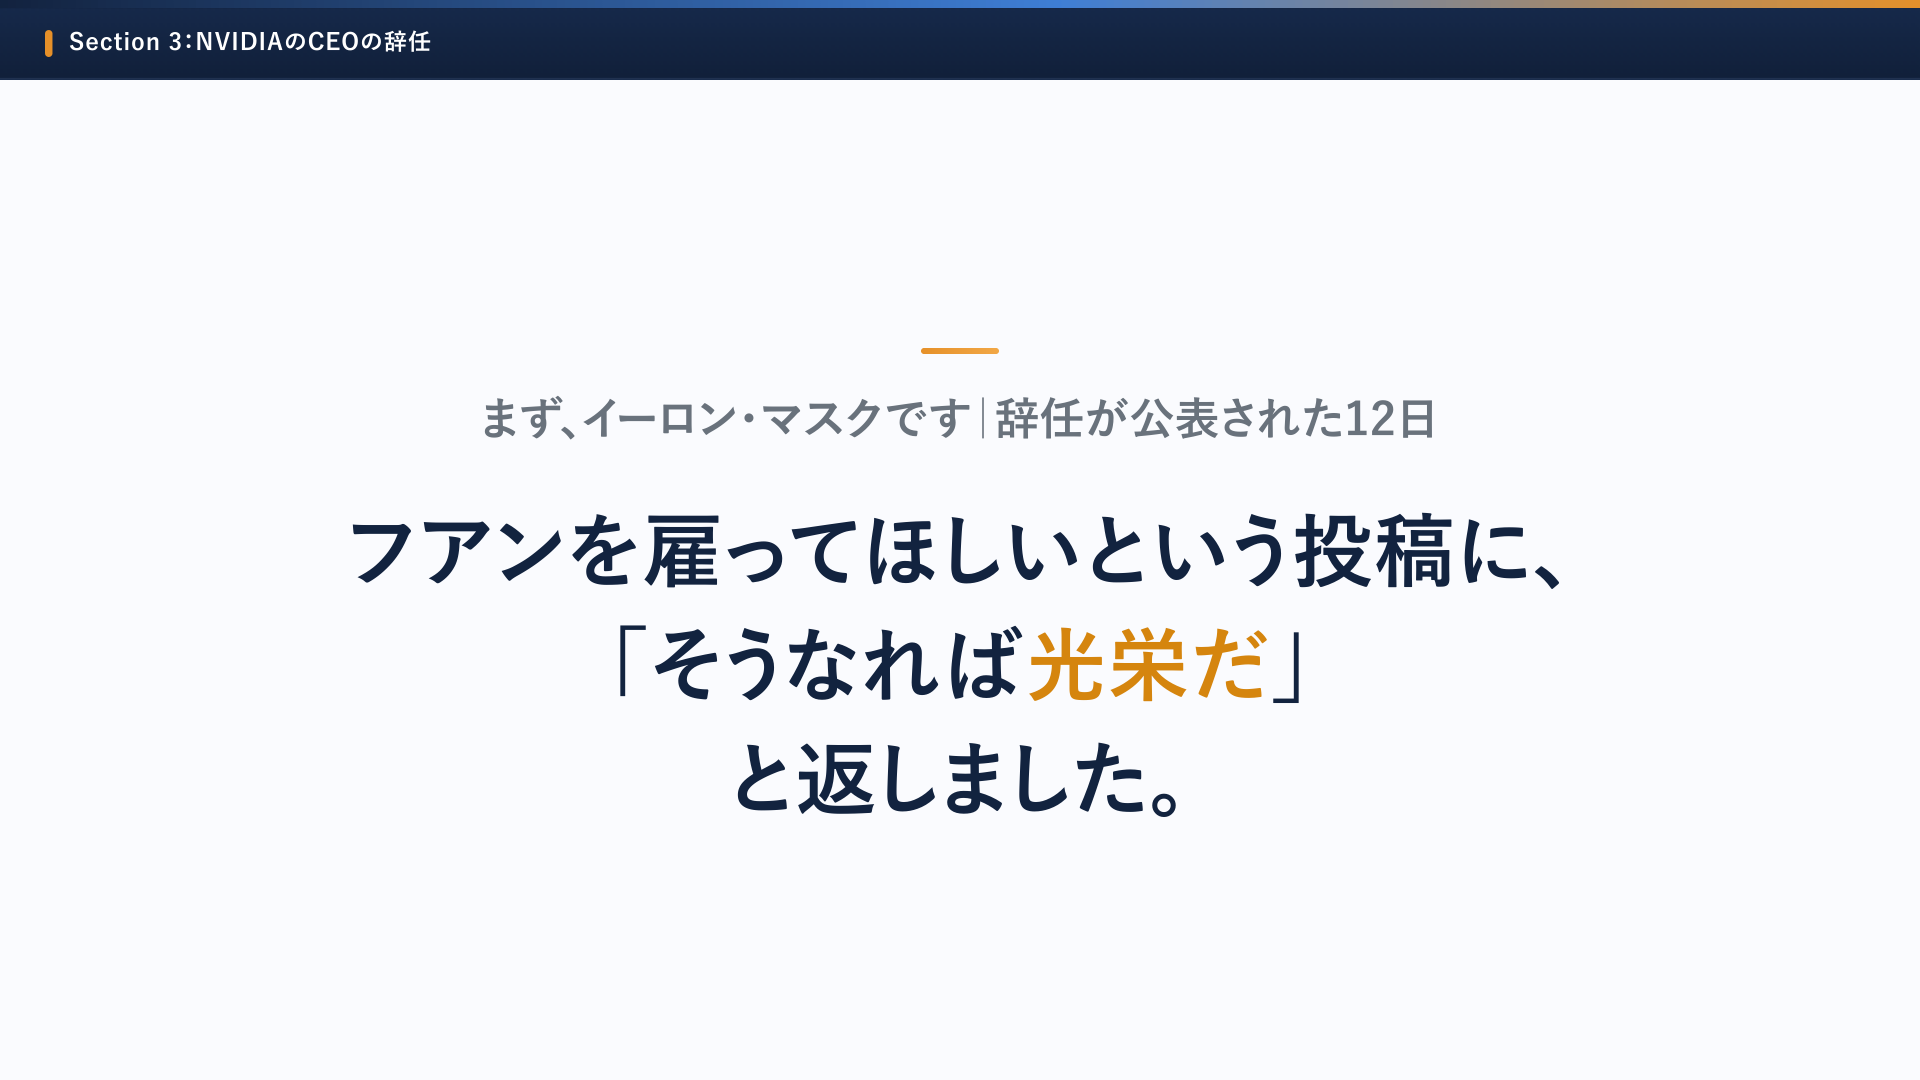 Section 3：NVIDIAのCEOの辞任
まず、イーロン・マスクです｜辞任が公表された12日
フアンを雇ってほしいという投稿に、
「そうなれば光栄だ」
と返しました。